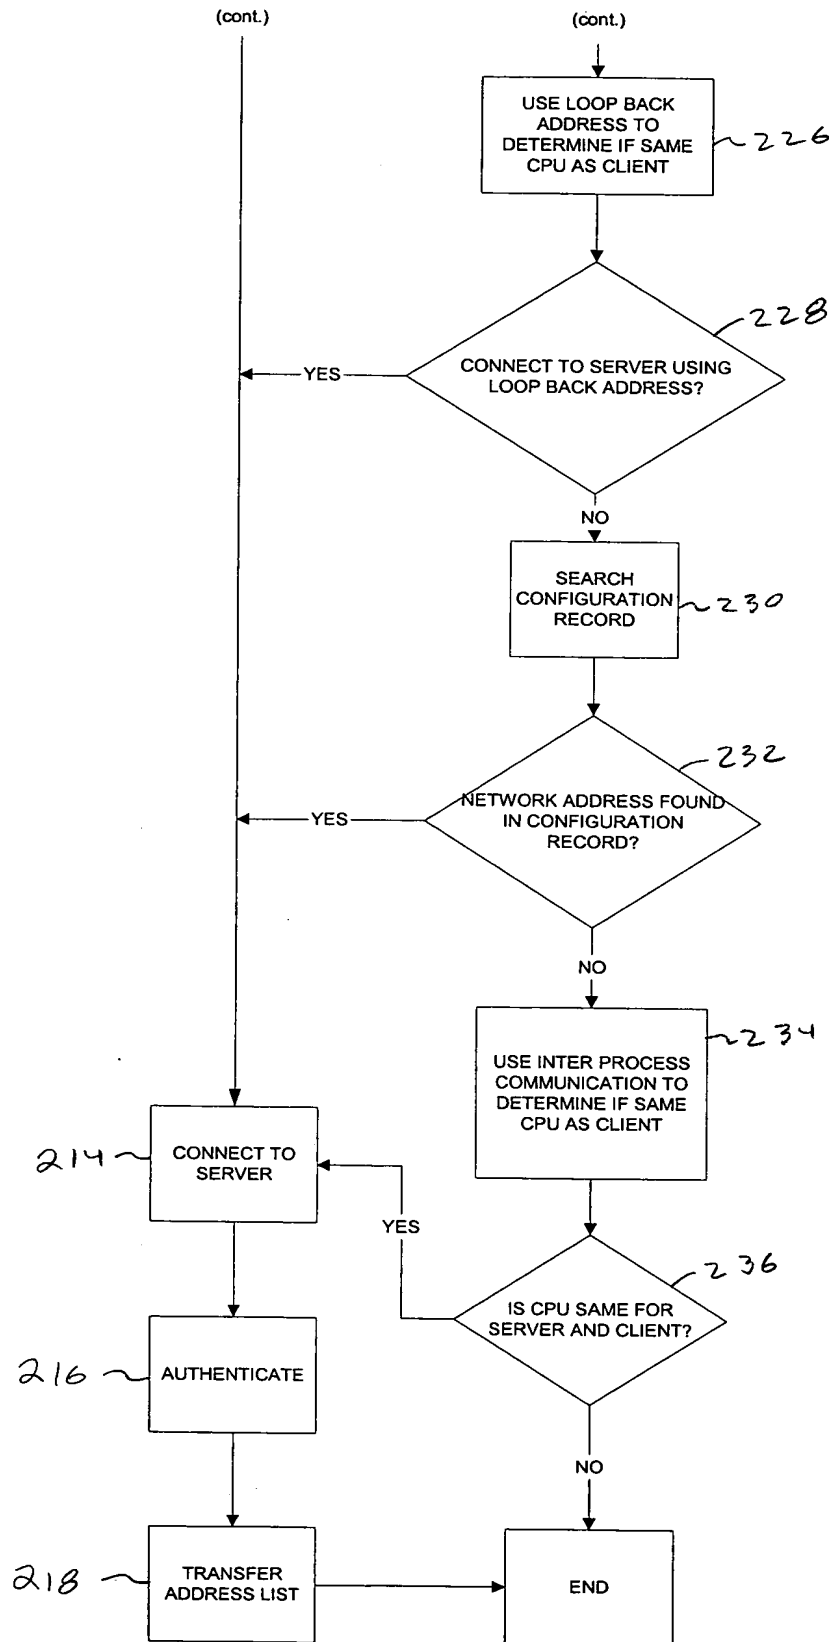 (cont.)
(cont.)
USE LOOP BACK
ADDRESS TO
DETERMINE IF SAME
CPU AS CLIENT
226
228
CONNECT TO SERVER USING
LOOP BACK ADDRESS?
YES
NO
SEARCH
CONFIGURATION
RECORD
230
232
NETWORK ADDRESS FOUND
IN CONFIGURATION
RECORD?
YES
NO
234
USE INTER PROCESS
COMMUNICATION TO
DETERMINE IF SAME
CPU AS CLIENT
214
CONNECT TO
SERVER
YES
236
IS CPU SAME FOR
SERVER AND CLIENT?
216
AUTHENTICATE
NO
218
TRANSFER
ADDRESS LIST
END